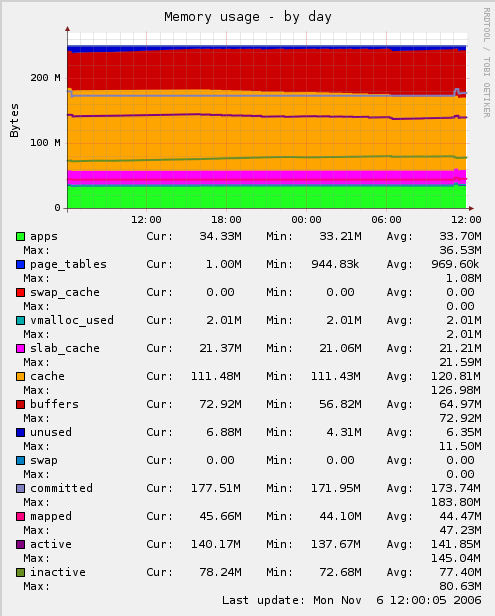 Memory usage - by day
RRDTOOL / TOBI OETIKER
Bytes
200 M
100 M
0
12:00 18:00 00:00 06:00 12:00
apps Cur: 34.33M Min: 33.21M Avg: 33.70M
Max: 36.53M
page_tables Cur: 1.00M Min: 944.83k Avg: 969.60k
Max: 1.08M
swap_cache Cur: 0.00 Min: 0.00 Avg: 0.00
Max: 0.00
vmalloc_used Cur: 2.01M Min: 2.01M Avg: 2.01M
Max: 2.01M
slab_cache Cur: 21.37M Min: 21.06M Avg: 21.21M
Max: 21.59M
cache Cur: 111.48M Min: 111.43M Avg: 120.81M
Max: 126.98M
buffers Cur: 72.92M Min: 56.82M Avg: 64.97M
Max: 72.92M
unused Cur: 6.88M Min: 4.31M Avg: 6.35M
Max: 11.50M
swap Cur: 0.00 Min: 0.00 Avg: 0.00
Max: 0.00
committed Cur: 177.51M Min: 171.95M Avg: 173.74M
Max: 183.80M
mapped Cur: 45.66M Min: 44.10M Avg: 44.47M
Max: 47.23M
active Cur: 140.17M Min: 137.67M Avg: 141.85M
Max: 145.04M
inactive Cur: 78.24M Min: 72.68M Avg: 77.40M
Max: 80.63M
Last update: Mon Nov 6 12:00:05 2006